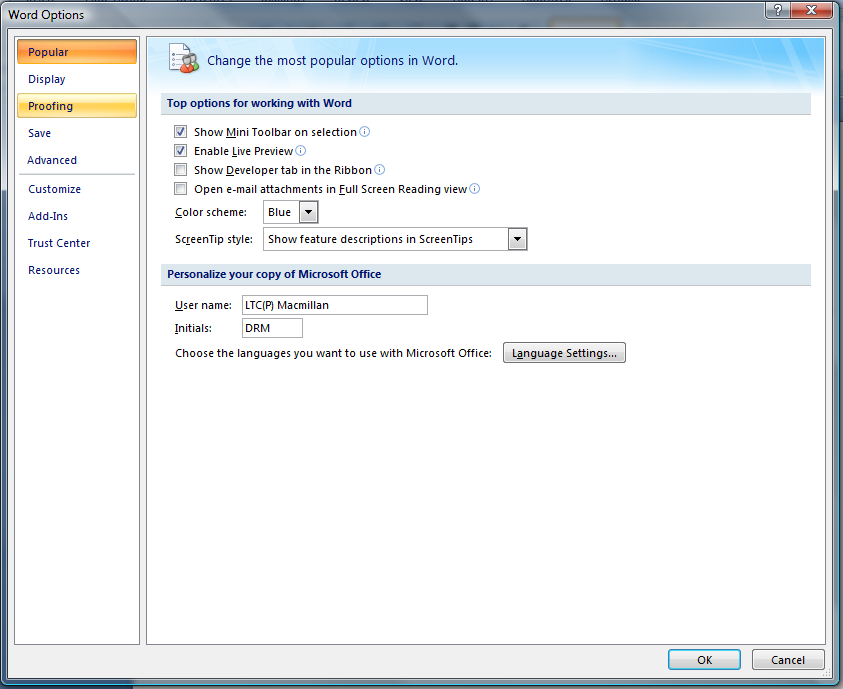 Word Options
Popular
Display
Proofing
Save
Advanced
Customize
Add-Ins
Trust Center
Resources
Change the most popular options in Word.
Top options for working with Word
Show Mini Toolbar on selection
Enable Live Preview
Show Developer tab in the Ribbon
Open e-mail attachments in Full Screen Reading view
Color scheme: Blue
ScreenTip style: Show feature descriptions in ScreenTips
Personalize your copy of Microsoft Office
User name: LTC(P) Macmillan
Initials: DRM
Choose the languages you want to use with Microsoft Office: Language Settings...
OK Cancel